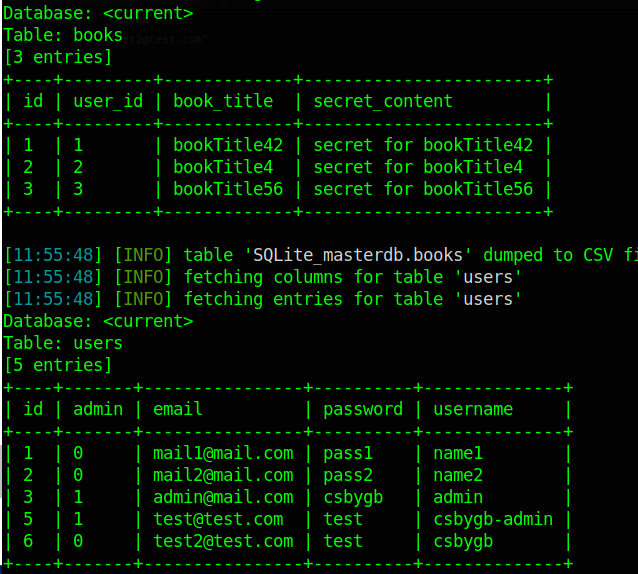 Database: <current>
Table: books
[3 entries]
+----+---------+-------------+------------------------+
| id | user_id | book_title  | secret_content         |
+----+---------+-------------+------------------------+
| 1  | 1       | bookTitle42 | secret for bookTitle42 |
| 2  | 2       | bookTitle4  | secret for bookTitle4  |
| 3  | 3       | bookTitle56 | secret for bookTitle56 |
+----+---------+-------------+------------------------+
[11:55:48] [INFO] table 'SQLite_masterdb.books' dumped to CSV fi
[11:55:48] [INFO] fetching columns for table 'users'
[11:55:48] [INFO] fetching entries for table 'users'
Database: <current>
Table: users
[5 entries]
+----+-------+----------------+----------+--------------+
| id | admin | email          | password | username     |
+----+-------+----------------+----------+--------------+
| 1  | 0     | mail1@mail.com | pass1    | name1        |
| 2  | 0     | mail2@mail.com | pass2    | name2        |
| 3  | 1     | admin@mail.com | csbygb   | admin        |
| 5  | 1     | test@test.com  | test     | csbygb-admin |
| 6  | 0     | test2@test.com | test     | csbygb       |
+----+-------+----------------+----------+--------------+